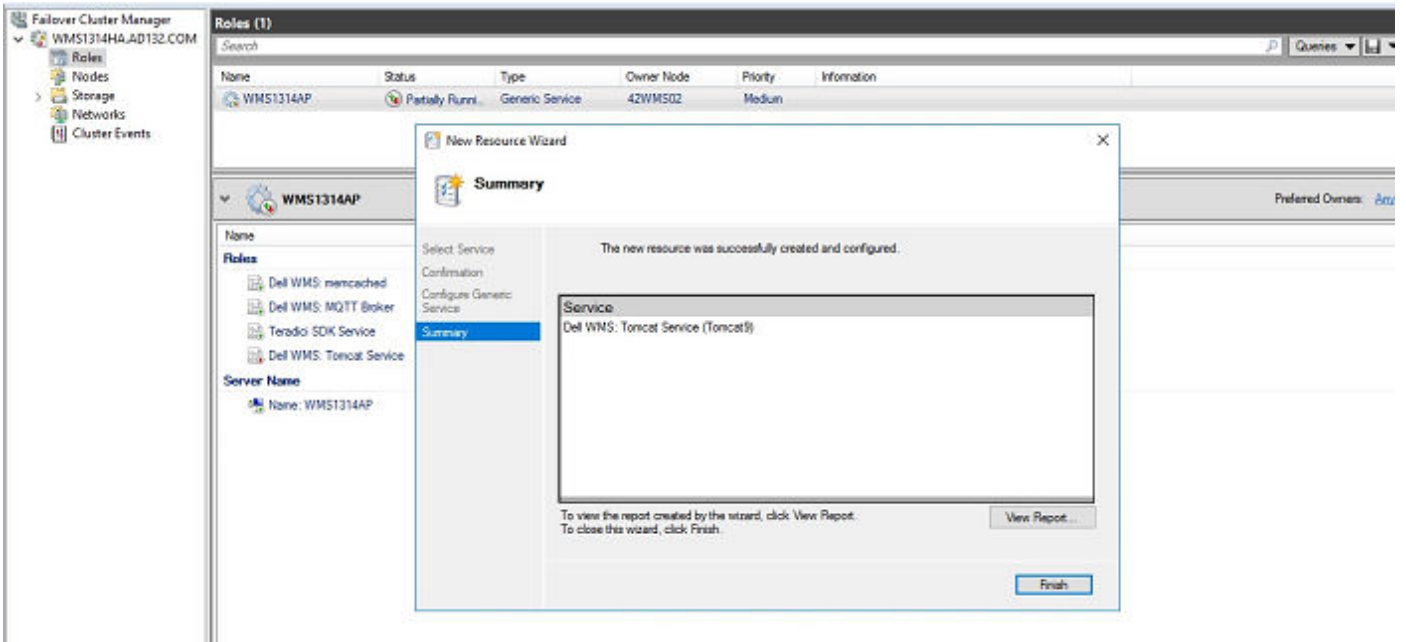 Failover Cluster Manager
WMS1314HA.AD132.COM
Roles
Nodes
Storage
Networks
Cluster Events
Roles (1)
Search
Queries
Name Status Type Owner Node Priority Information
WMS1314AP Partially Runni... Generic Service 42WMS02 Medium
New Resource Wizard
Summary
WMS1314AP
Preferred Owners:
Name
Roles
Dell WMS: memcached
Dell WMS: MQTT Broker
Teradici SDK Service
Dell WMS: Tomcat Service
Server Name
Name: WMS1314AP
Select Service
Confirmation
Configure Generic
Service
Summary
The new resource was successfully created and configured.
Service
Dell WMS: Tomcat Service (Tomcat9)
To view the report created by the wizard, click View Report.
To close this wizard, click Finish.
View Report...
Finish